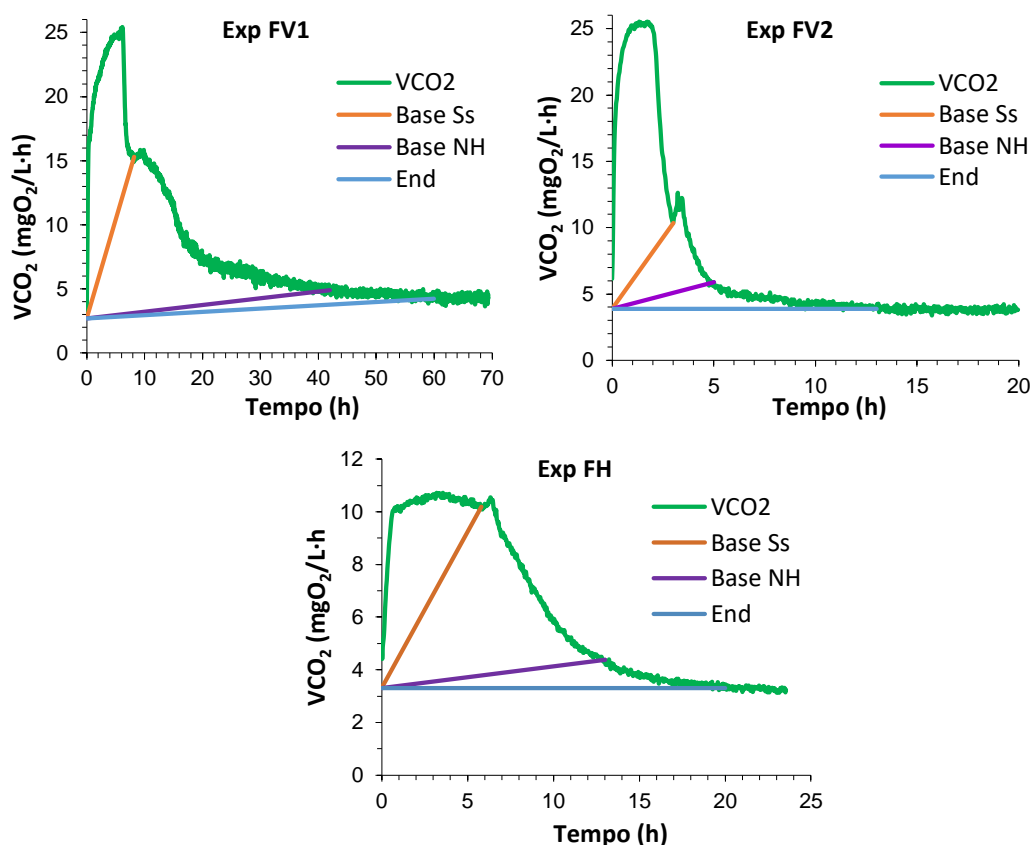 Exp FV1
VCO₂ (mgO₂/L·h)
25
20
15
10
5
0
VCO2
Base Ss
Base NH
End
0 10 20 30 40 50 60 70
Tempo (h)
Exp FV2
VCO₂ (mgO₂/L·h)
25
20
15
10
5
0
VCO2
Base Ss
Base NH
End
0 5 10 15 20
Tempo (h)
Exp FH
VCO₂ (mgO₂/L·h)
12
10
8
6
4
2
0
VCO2
Base Ss
Base NH
End
0 5 10 15 20 25
Tempo (h)